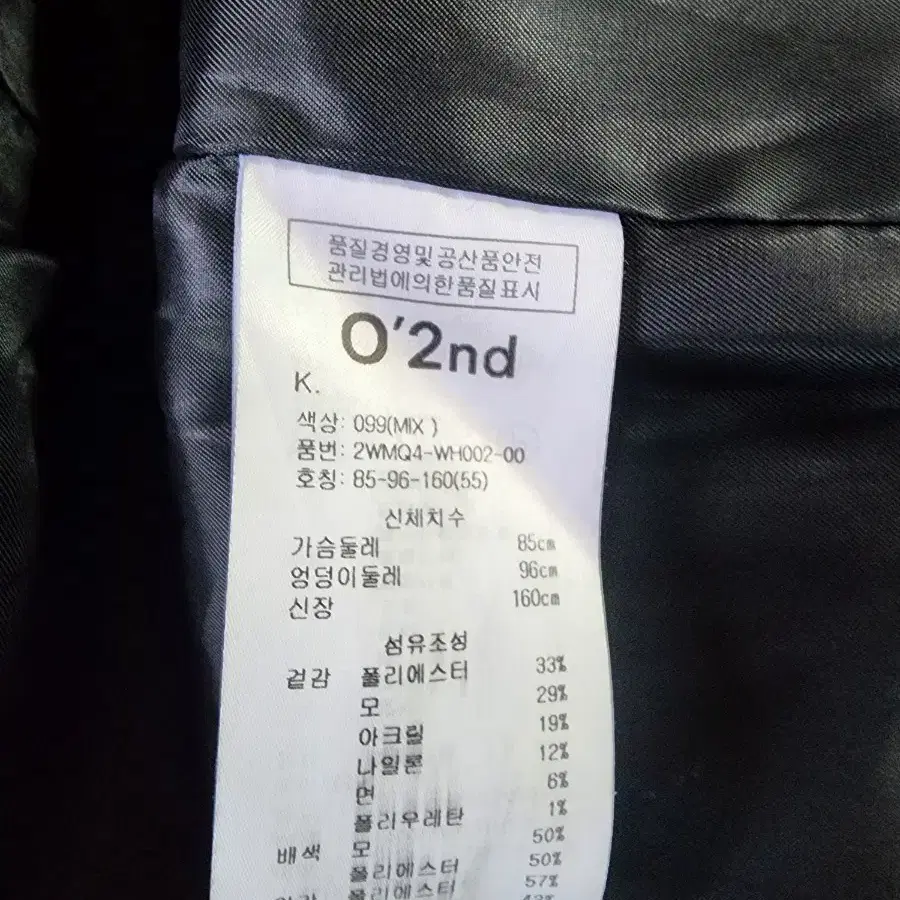 품질경영및공산품안전
관리법에의한품질표시
O'2nd
K.
색상: 099(MIX )
품번: 2WMQ4-WH002-00
호칭: 85-96-160(55)
신체치수
가슴둘레 85cm
엉덩이둘레 96cm
신장 160cm
섬유조성
겉감 폴리에스터 33%
모 29%
아크릴 19%
나일론 12%
면 6%
폴리우레탄 1%
배색 모 50%
폴리에스터 50%
폴리에스터 57%